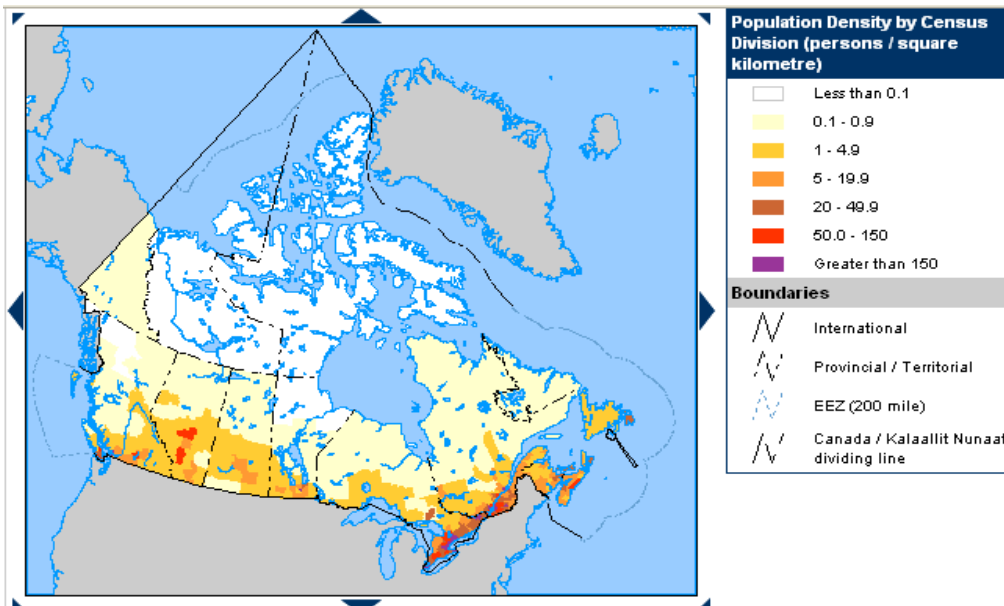 Population Density by Census
Division (persons / square
kilometre)
Less than 0.1
0.1 - 0.9
1 - 4.9
5 - 19.9
20 - 49.9
50.0 - 150
Greater than 150
Boundaries
International
Provincial / Territorial
EEZ (200 mile)
Canada / Kalaallit Nunaat
dividing line